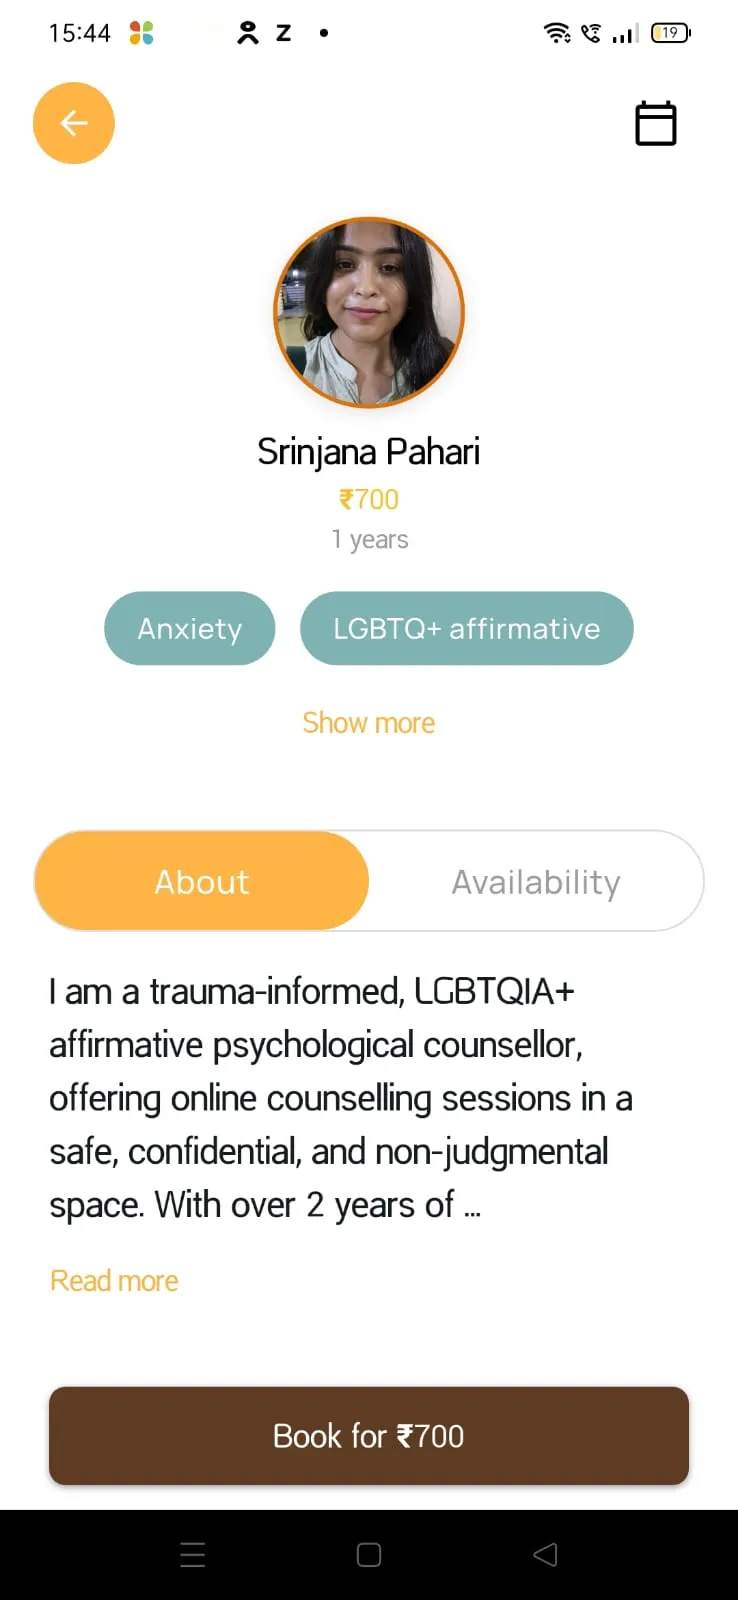 15:44
Z
19
Srinjana Pahari
₹700
1 years
Anxiety
LGBTQ+ affirmative
Show more
About
Availability
I am a trauma-informed, LGBTQIA+
affirmative psychological counsellor,
offering online counselling sessions in a
safe, confidential, and non-judgmental
space. With over 2 years of ...
Read more
Book for ₹700